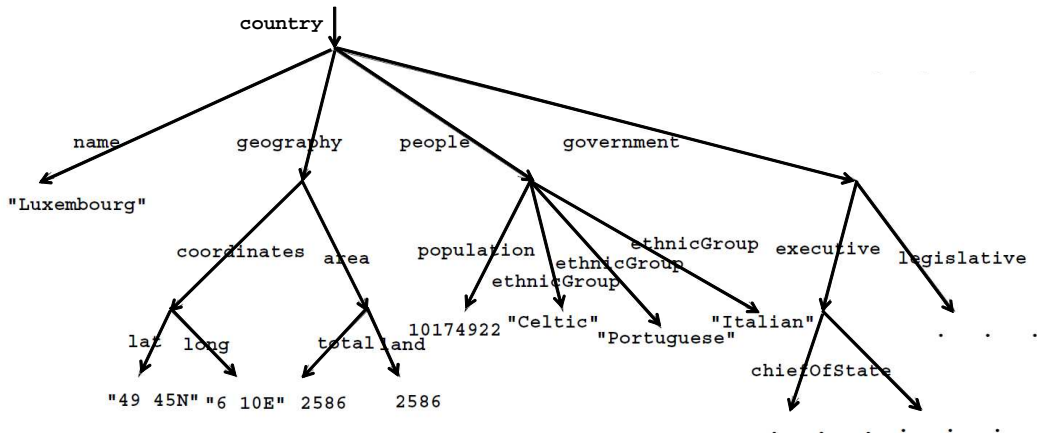 country
name geography people government
"Luxembourg"
coordinates area population ethnicGroup ethnicGroup ethnicGroup executive legislative
10174922 "Celtic" "Portuguese" "Italian" . . .
lat long total land
chiefOfState
"49 45N" "6 10E" 2586 2586
. . . . . .